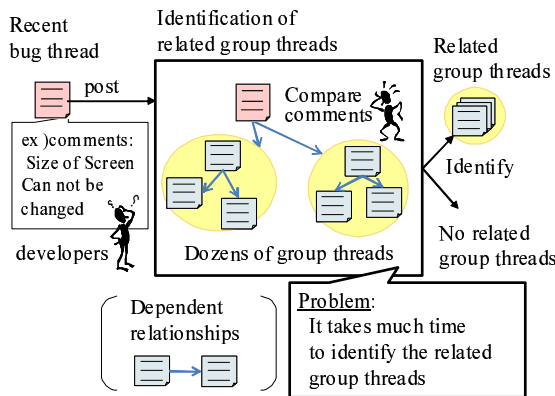 Recent
bug thread
Identification of
related group threads
Related
group threads
post
Compare
comments
ex )comments:
Size of Screen
Can not be
changed
developers
Identify
No related
group threads
Dozens of group threads
Dependent
relationships
Problem:
It takes much time
to identify the related
group threads